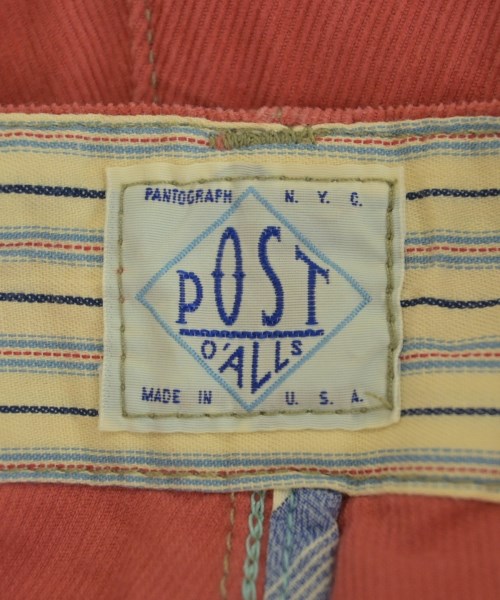 PANTOGRAPH N. Y. C.
POST
O'ALLS
MADE IN U. S. A.